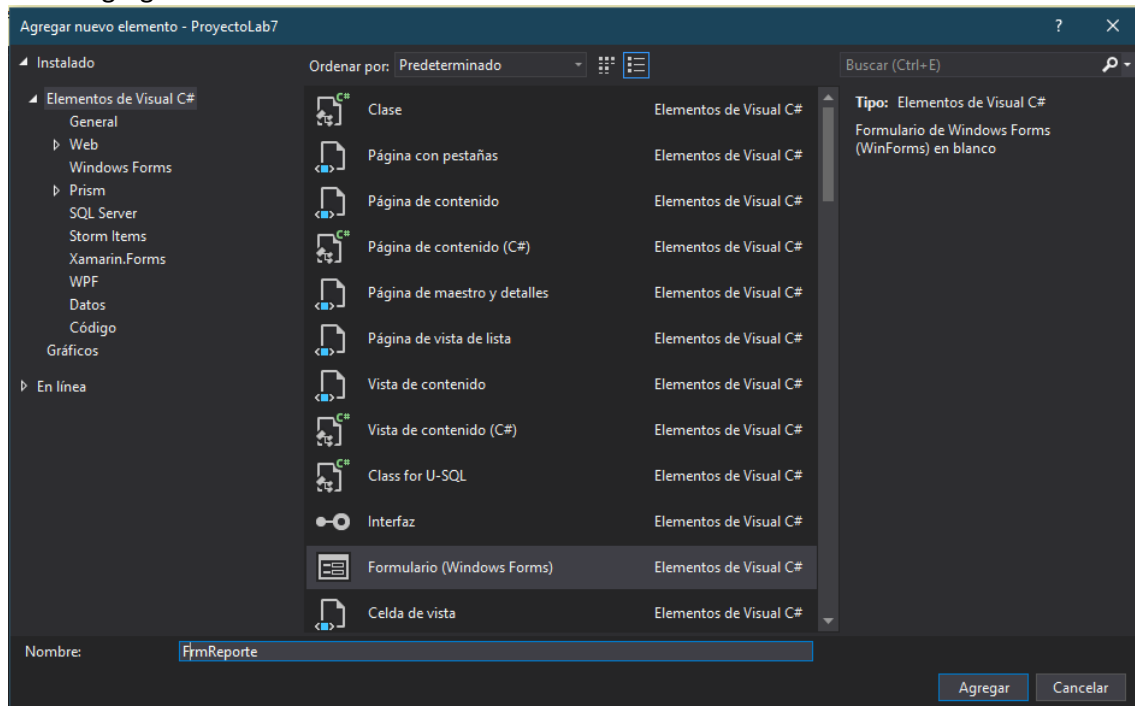 Agregar nuevo elemento - ProyectoLab7
?
Instalado
Ordenar por: Predeterminado
Buscar (Ctrl+E)
Elementos de Visual C#
General
Web
Windows Forms
Prism
SQL Server
Storm Items
Xamarin.Forms
WPF
Datos
Código
Gráficos
En línea
Clase Elementos de Visual C#
Página con pestañas Elementos de Visual C#
Página de contenido Elementos de Visual C#
Página de contenido (C#) Elementos de Visual C#
Página de maestro y detalles Elementos de Visual C#
Página de vista de lista Elementos de Visual C#
Vista de contenido Elementos de Visual C#
Vista de contenido (C#) Elementos de Visual C#
Class for U-SQL Elementos de Visual C#
Interfaz Elementos de Visual C#
Formulario (Windows Forms) Elementos de Visual C#
Celda de vista Elementos de Visual C#
Tipo: Elementos de Visual C#
Formulario de Windows Forms
(WinForms) en blanco
Nombre: FrmReporte
Agregar Cancelar